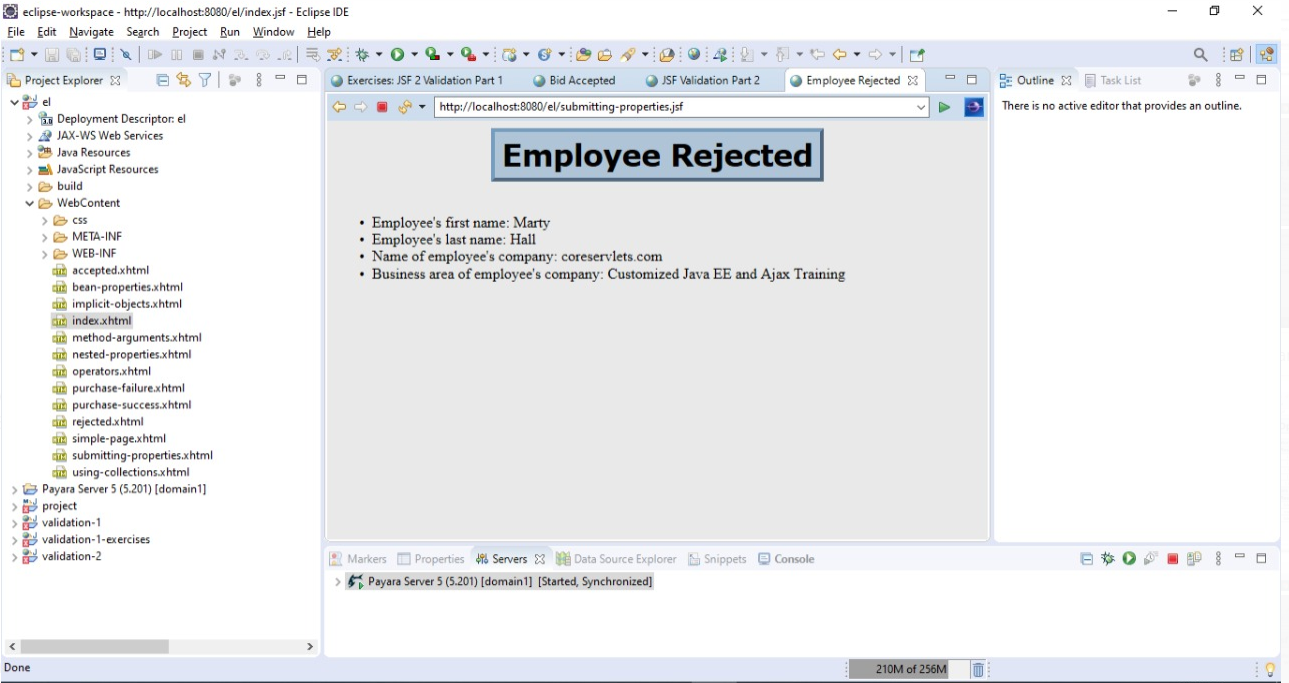 eclipse-workspace - http://localhost:8080/el/index.jsf - Eclipse IDE
File Edit Navigate Search Project Run Window Help
Project Explorer
el
Deployment Descriptor: el
JAX-WS Web Services
Java Resources
JavaScript Resources
build
WebContent
css
META-INF
WEB-INF
accepted.xhtml
bean-properties.xhtml
implicit-objects.xhtml
index.xhtml
method-arguments.xhtml
nested-properties.xhtml
operators.xhtml
purchase-failure.xhtml
purchase-success.xhtml
rejected.xhtml
simple-page.xhtml
submitting-properties.xhtml
using-collections.xhtml
Payara Server 5 (5.201) [domain1]
project
validation-1
validation-1-exercises
validation-2
Exercises: JSF 2 Validation Part 1 Bid Accepted JSF Validation Part 2 Employee Rejected
http://localhost:8080/el/submitting-properties.jsf
Employee Rejected
• Employee's first name: Marty
• Employee's last name: Hall
• Name of employee's company: coreservlets.com
• Business area of employee's company: Customized Java EE and Ajax Training
Outline Task List
There is no active editor that provides an outline.
Markers Properties Servers Data Source Explorer Snippets Console
Payara Server 5 (5.201) [domain1] [Started, Synchronized]
Done 210M of 256M